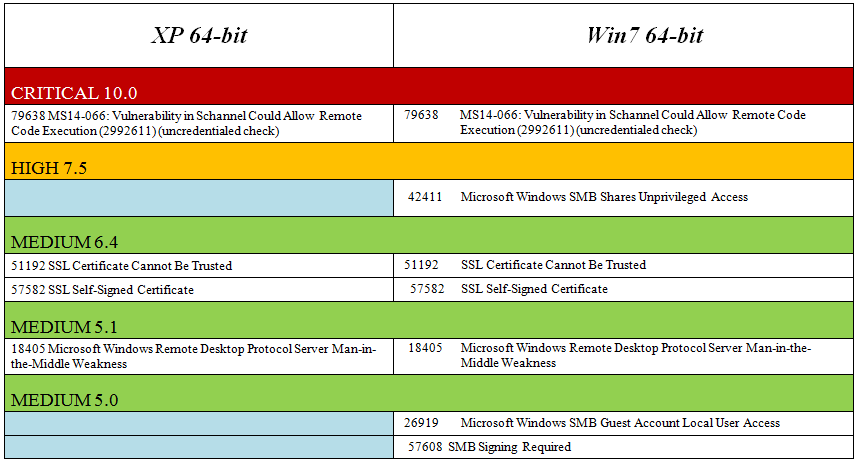 XP 64-bit
Win7 64-bit
CRITICAL 10.0
79638 MS14-066: Vulnerability in Schannel Could Allow Remote
Code Execution (2992611) (uncredentialed check)
79638 MS14-066: Vulnerability in Schannel Could Allow Remote
Execution (2992611) (uncredentialed check)
HIGH 7.5
42411 Microsoft Windows SMB Shares Unprivileged Access
MEDIUM 6.4
51192 SSL Certificate Cannot Be Trusted
51192 SSL Certificate Cannot Be Trusted
57582 SSL Self-Signed Certificate
57582 SSL Self-Signed Certificate
MEDIUM 5.1
18405 Microsoft Windows Remote Desktop Protocol Server Man-in-
the-Middle Weakness
18405 Microsoft Windows Remote Desktop Protocol Server Man-in-the-
Middle Weakness
MEDIUM 5.0
26919 Microsoft Windows SMB Guest Account Local User Access
57608 SMB Signing Required